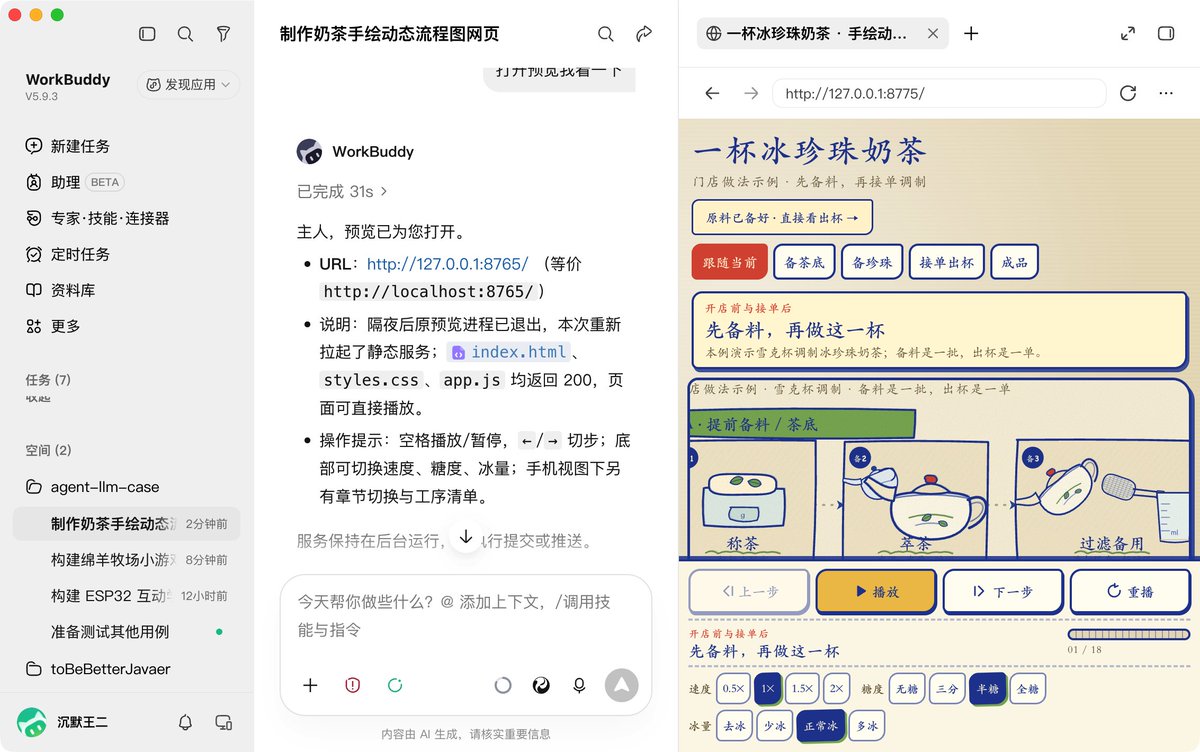 WorkBuddy
V5.9.3
发现应用
新建任务
助理 BETA
专家·技能·连接器
定时任务
资料库
更多
任务 (7)
收起
空间 (2)
agent-llm-case
制作奶茶手绘动态 2分钟前
构建绵羊牧场小游 8分钟前
构建 ESP32 互动 12小时前
准备测试其他用例
toBeBetterJavaer
沉默王二
制作奶茶手绘动态流程图网页
打开预览我看一下
WorkBuddy
已完成 31s >
主人，预览已为您打开。
• URL：http://127.0.0.1:8765/ （等价
http://localhost:8765/）
• 说明：隔夜后原预览进程已退出，本次重新
拉起了静态服务；index.html、
styles.css、app.js 均返回 200，页
面可直接播放。
• 操作提示：空格播放/暂停，←/→ 切步；底
部可切换速度、糖度、冰量；手机视图下另
有章节切换与工序清单。
服务保持在后台运行，执行提交或推送。
今天帮你做些什么？@ 添加上下文，/调用技
能与指令
内容由 AI 生成，请核实重要信息
一杯冰珍珠奶茶 · 手绘动...
http://127.0.0.1:8775/
一杯冰珍珠奶茶
门店做法示例 · 先备料，再接单调制
原料已备好·直接看出杯→
跟随当前 备茶底 备珍珠 接单出杯 成品
开店前与接单后
先备料，再做这一杯
本例演示雪克杯调制冰珍珠奶茶；备料是一批，出杯是一单。
店做法示例 · 雪克杯调制 · 备料是一批，出杯是一单
· 提前备料 / 茶底
1 备2 备3
g
ml
称茶 萃茶 过滤备用
上一步 播放 下一步 重播
开店前与接单后
先备料，再做这一杯
01 / 18
速度 0.5× 1× 1.5× 2× 糖度 无糖 三分 半糖 全糖
冰量 去冰 少冰 正常冰 多冰